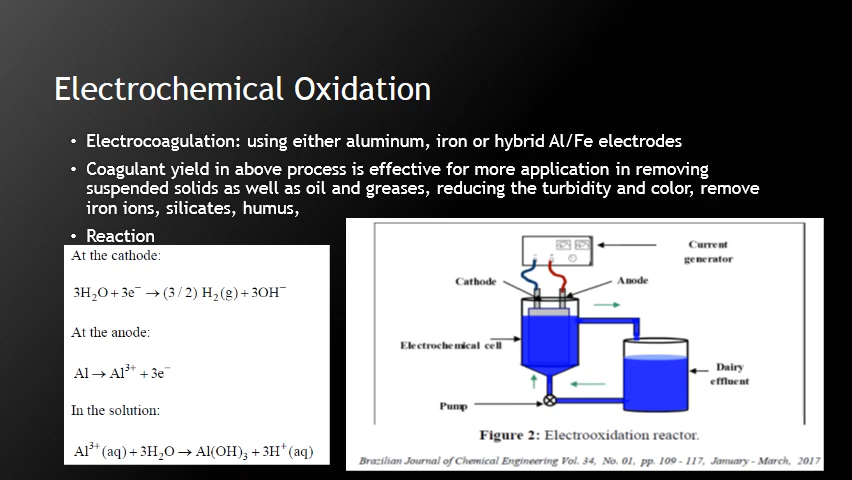 Electrochemical Oxidation
• Electrocoagulation: using either aluminum, iron or hybrid Al/Fe electrodes
• Coagulant yield in above process is effective for more application in removing
suspended solids as well as oil and greases, reducing the turbidity and color, remove
iron ions, silicates, humus,
• Reaction
At the cathode:
3H₂O + 3e⁻ → (3 / 2) H₂(g) + 3OH⁻
At the anode:
Al → Al³⁺ + 3e⁻
In the solution:
Al³⁺(aq) + 3H₂O → Al(OH)₃ + 3H⁺(aq)
Current
generator
Cathode
Anode
Electrochemical cell
Dairy
effluent
Pump
Figure 2: Electrooxidation reactor.
Brazilian Journal of Chemical Engineering Vol. 34, No. 01, pp. 109 - 117, January - March, 2017